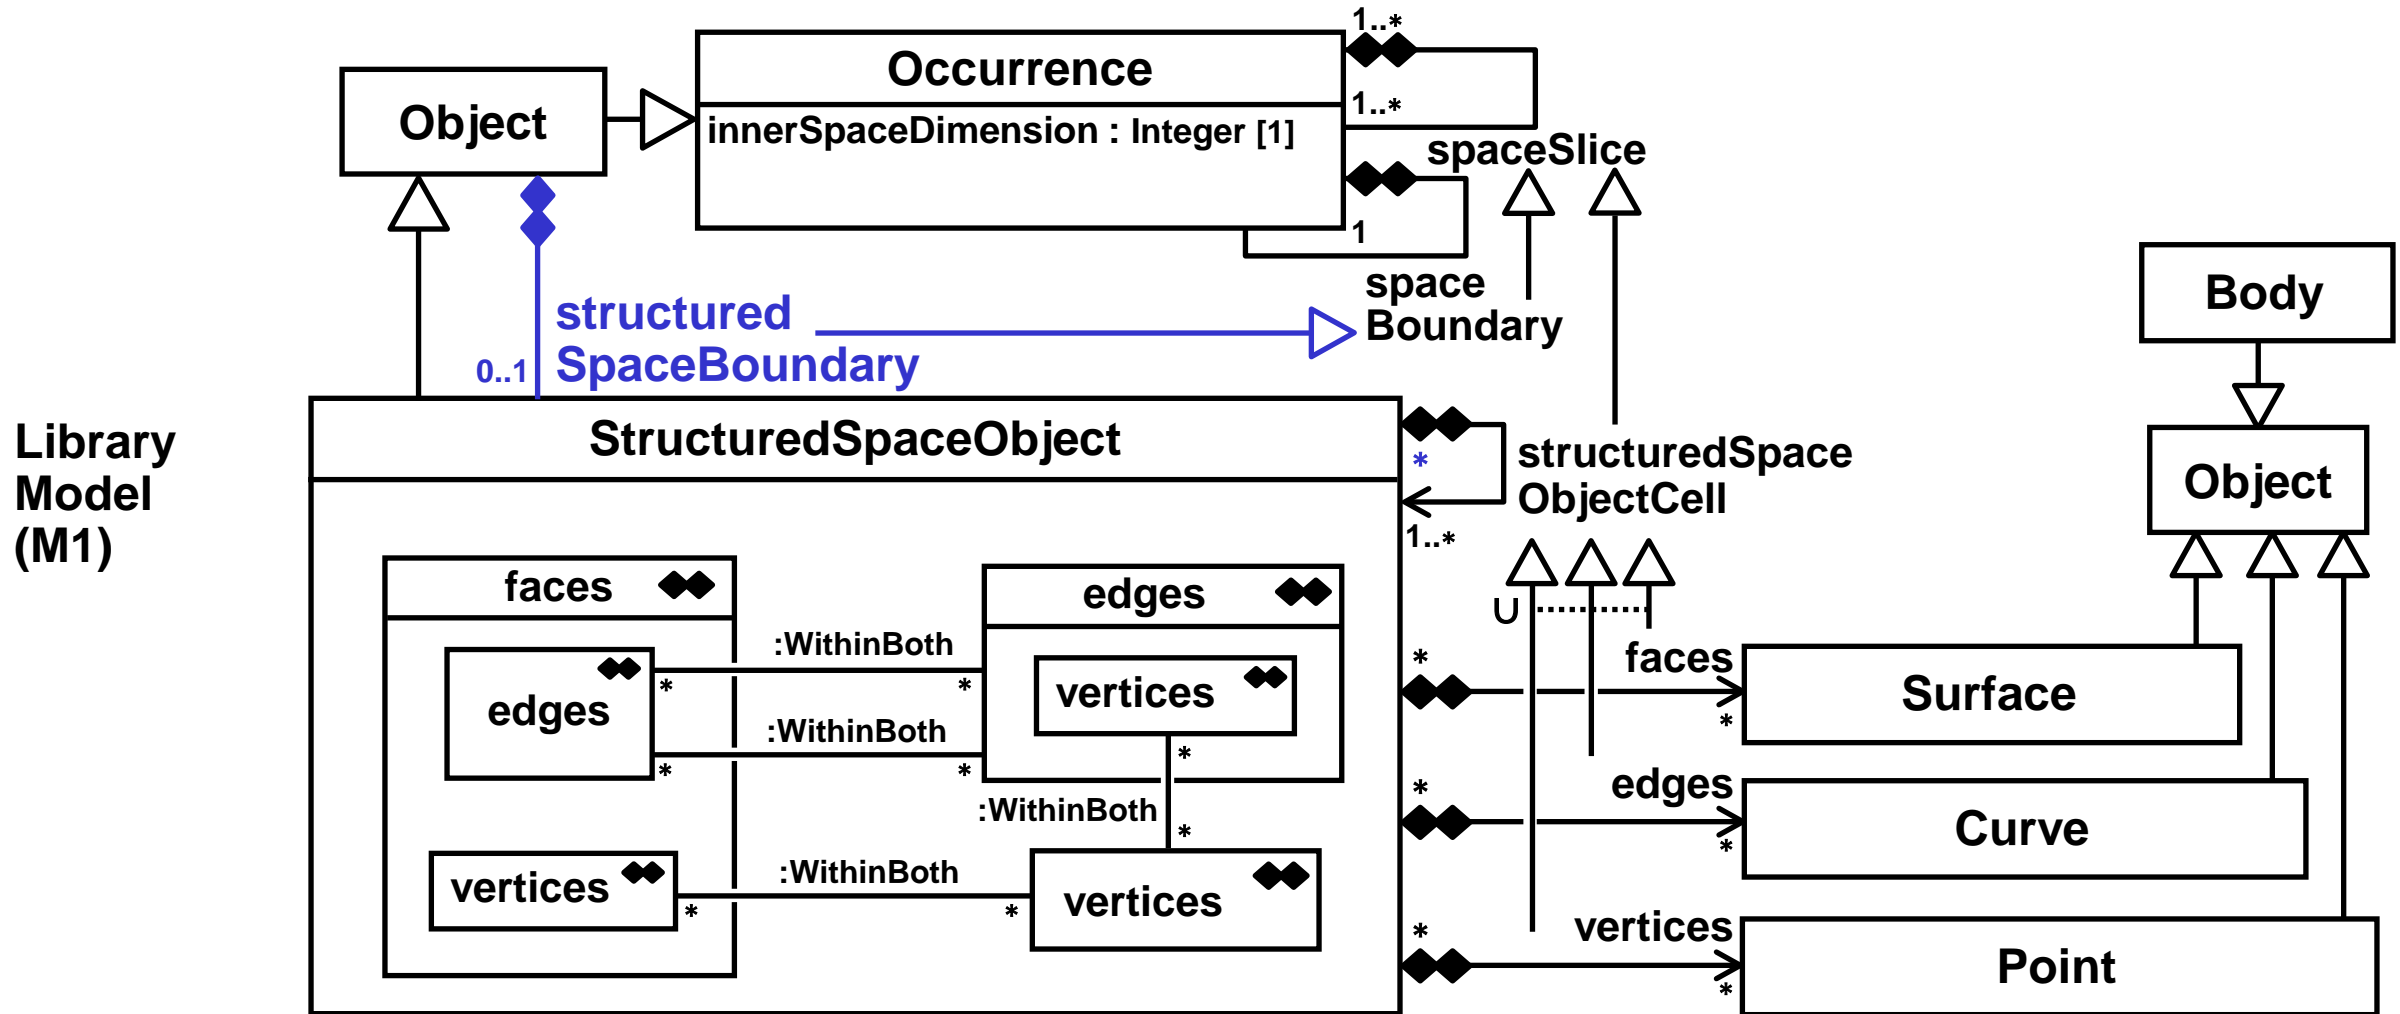 1..*
Occurrence
Object
1..*
innerSpaceDimension : Integer [1]
spaceSlice
1
space
Boundary
structured
SpaceBoundary
0..1
Body
Library
Model
(M1)
StructuredSpaceObject
*
structuredSpace
ObjectCell
1..*
Object
faces
edges
∪
:WithinBoth
*
*
edges
vertices
:WithinBoth
*
*
*
:WithinBoth
*
vertices
:WithinBoth
*
*
vertices
*
faces
*
Surface
*
edges
*
Curve
*
vertices
*
Point